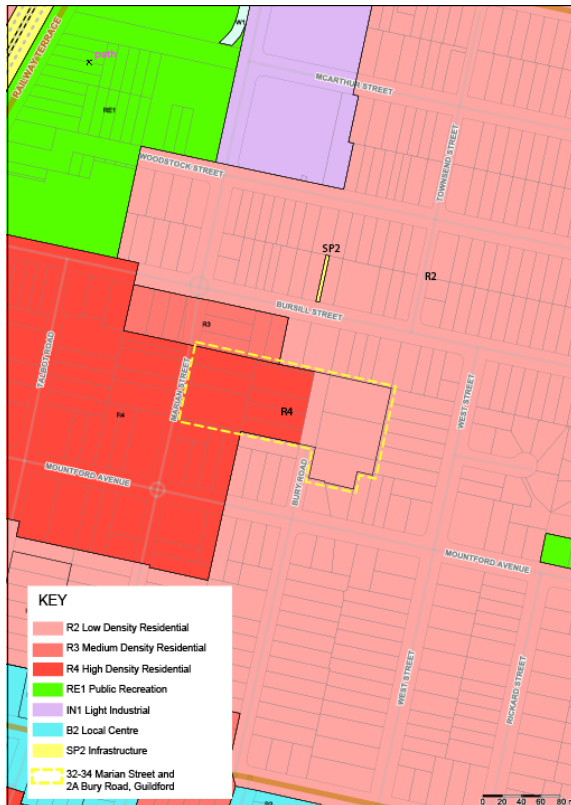 W1
THMTT
RAILWAY TERRACE
MCARTHUR STREET
RE1
WOODSTOCK STREET
TOWNSEND STREET
SP2
R2
BURSILL STREET
R3
TALBOT ROAD
MARIAN STREET
R4
R4
WEST STREET
MOUNTFORD AVENUE
BURY ROAD
MOUNTFORD AVENUE
WEST STREET
RICKARD STREET
KEY
R2 Low Density Residential
R3 Medium Density Residential
R4 High Density Residential
RE1 Public Recreation
IN1 Light Industrial
B2 Local Centre
SP2 Infrastructure
32-34 Marian Street and
2A Bury Road, Guildford
0
20
40
60
80